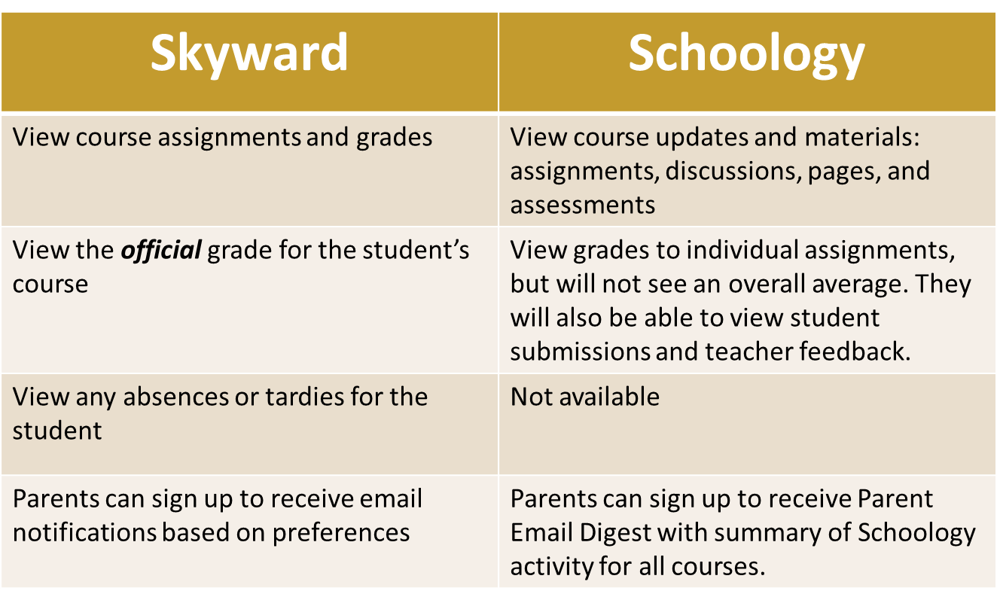 Skyward
Schoology
View course assignments and grades
View course updates and materials:
assignments, discussions, pages, and
assessments
View the official grade for the student’s
course
View grades to individual assignments,
but will not see an overall average. They
will also be able to view student
submissions and teacher feedback.
View any absences or tardies for the
student
Not available
Parents can sign up to receive email
notifications based on preferences
Parents can sign up to receive Parent
Email Digest with summary of Schoology
activity for all courses.